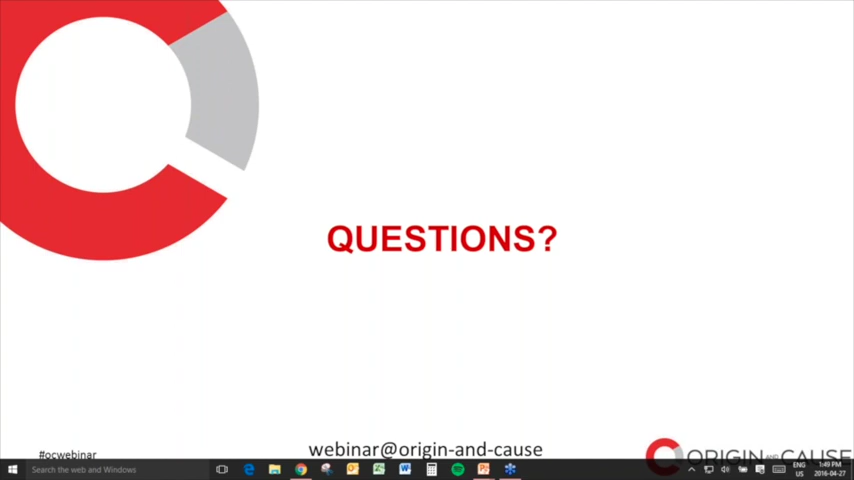 QUESTIONS?
#ocwebinar
webinar@origin-and-cause
ORIGIN AND CAUSE
Search the web and Windows
ENG
US
1:49 PM
2016-04-27